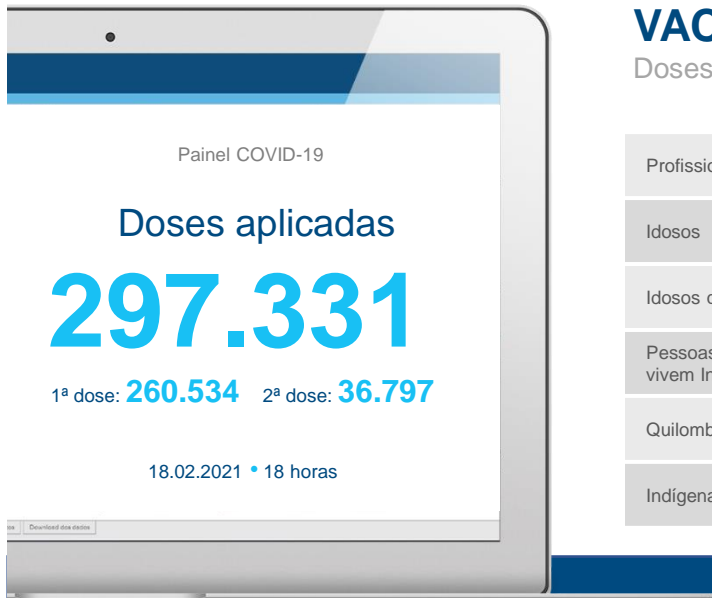 Painel COVID-19
Doses aplicadas
297.331
1ª dose: 260.534 2ª dose: 36.797
18.02.2021 • 18 horas
Download dos dados
VAC
Doses
Profissio
Idosos
Idosos
Pessoas
vivem In
Quilomb
Indígena